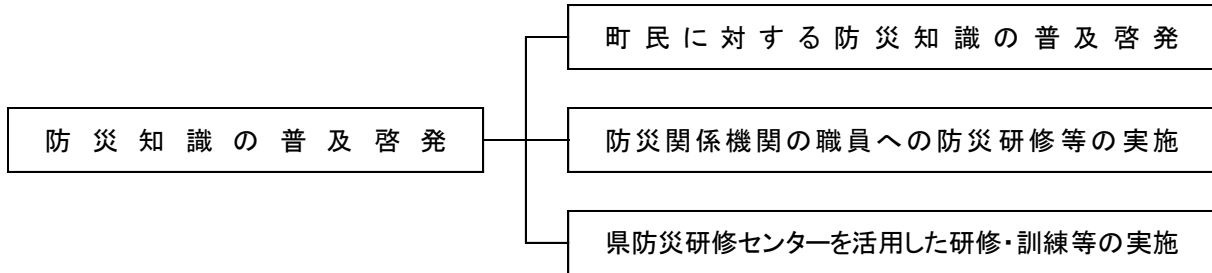 町民に対する防災知識の普及啓発
防災知識の普及啓発
防災関係機関の職員への防災研修等の実施
県防災研修センターを活用した研修・訓練等の実施